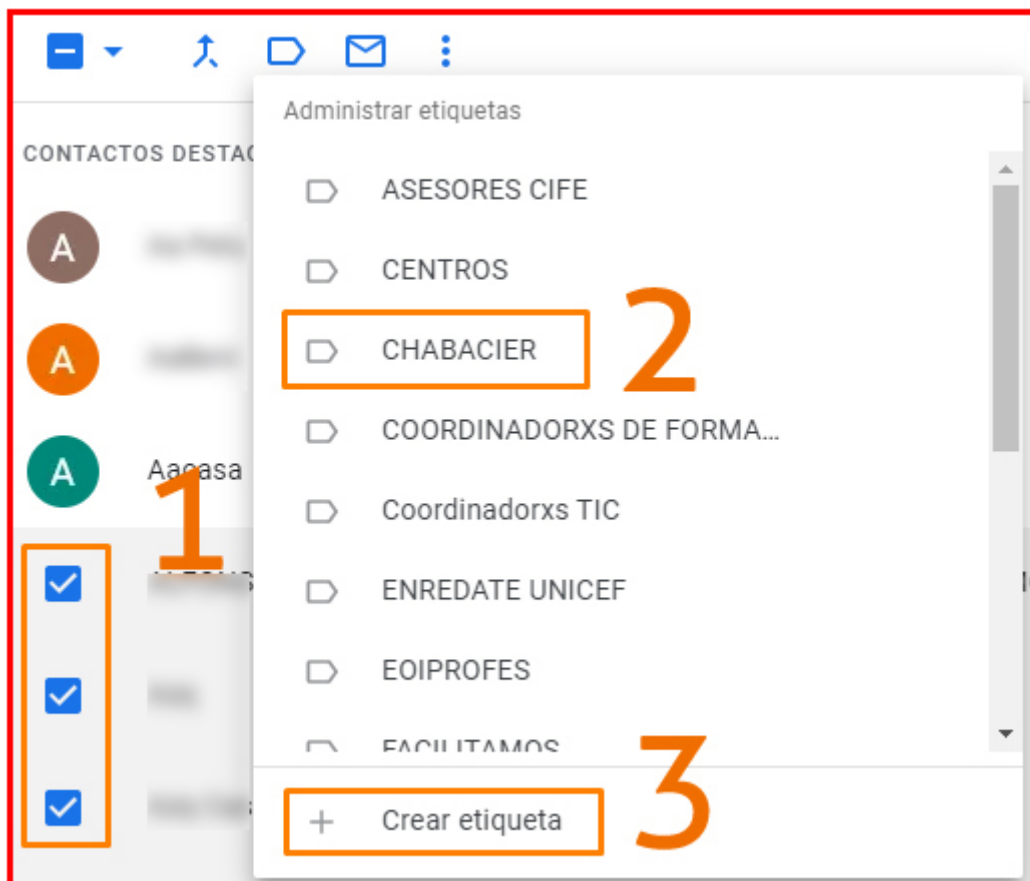 Administrar etiquetas
CONTACTOS DESTAC
ASESORES CIFE
A
CENTROS
A
CHABACIER
2
COORDINADORXS DE FORMA...
A
Aacasa
1
Coordinadorxs TIC
ENREDATE UNICEF
EOIPROFES
FACILITAMOS
3
Crear etiqueta